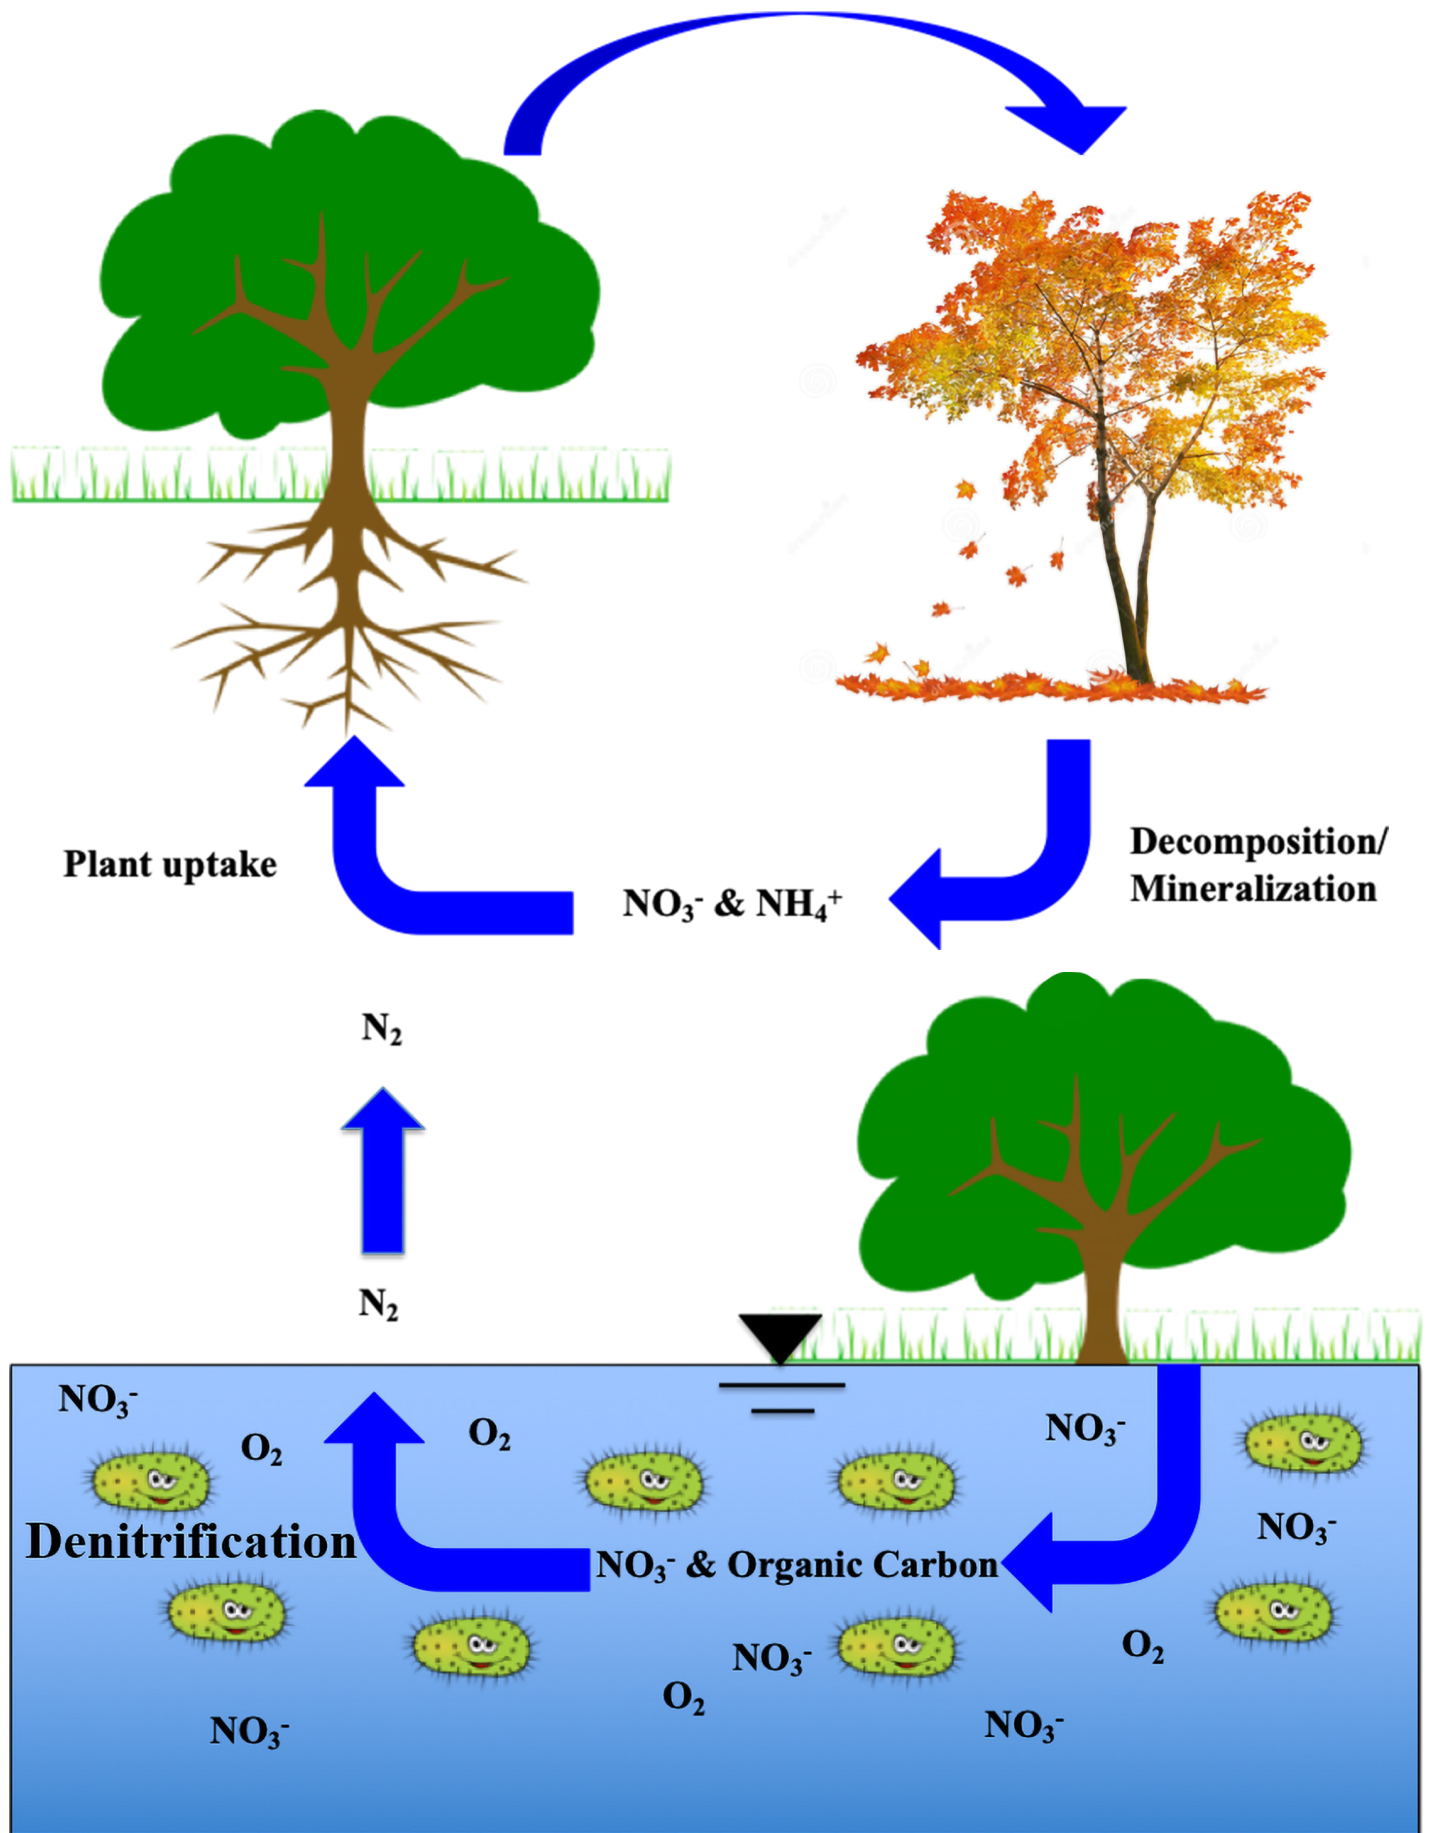 Plant uptake
Decomposition/
Mineralization
NO₃⁻ & NH₄⁺
N₂
N₂
NO₃⁻
O₂
O₂
NO₃⁻
NO₃⁻
Denitrification
NO₃⁻ & Organic Carbon
NO₃⁻
O₂
O₂
NO₃⁻
NO₃⁻